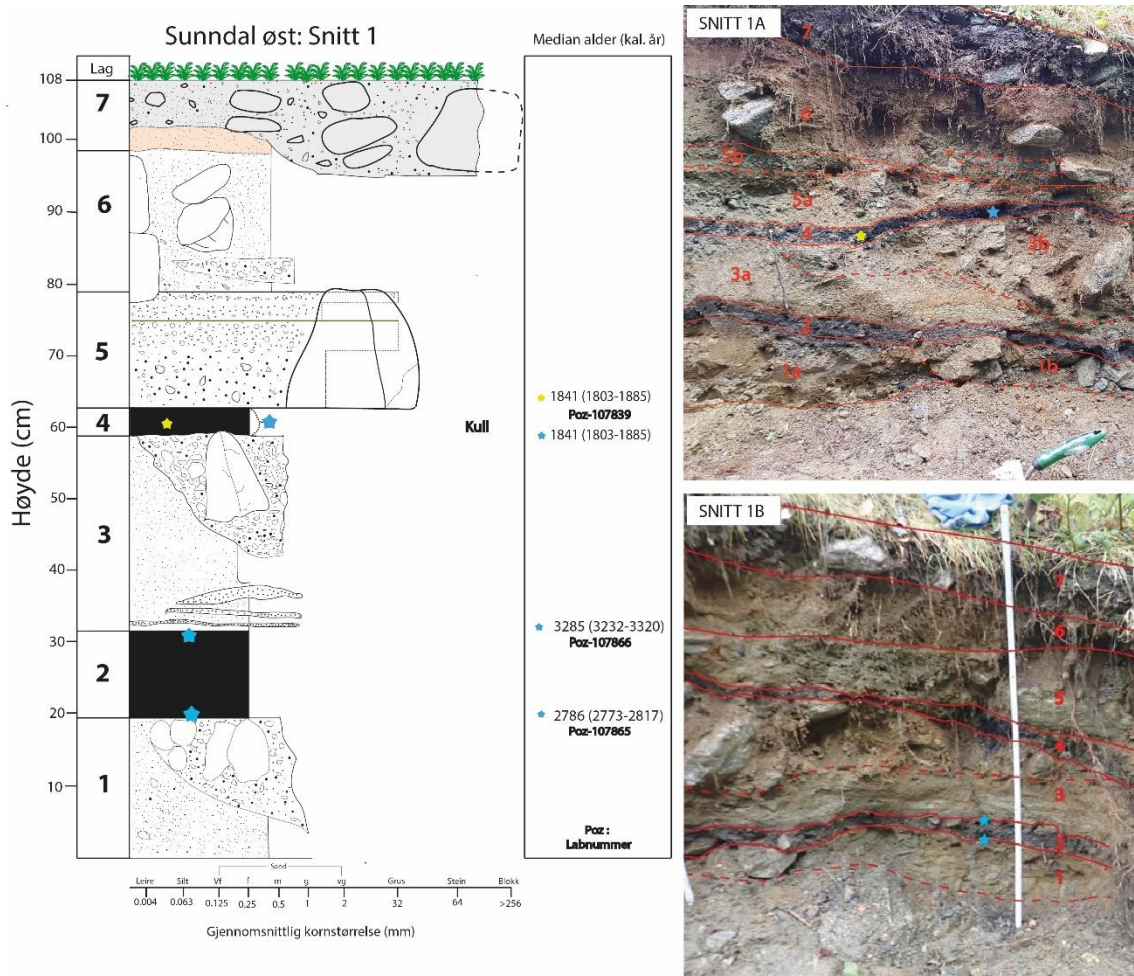 Sunndal øst: Snitt 1
Median alder (kal. år)
Lag
Høyde (cm)
108
100
90
80
70
60
50
40
30
20
10
7
6
5
4
3
2
1
1841 (1803-1885)
Poz-107839
Kull
1841 (1803-1885)
3285 (3232-3320)
Poz-107866
2786 (2773-2817)
Poz-107865
Poz :
Labnummer
Sand
Leire Silt Vf f m g vg Grus Stein Blokk
0.004 0.063 0.125 0.25 0.5 1 2 32 64 >256
Gjennomsnittlig kornstørrelse (mm)
SNITT 1A
7
6
5b
5a
4
3b
3a
2
1a
1b
SNITT 1B
7
6
5
4
3
2
1